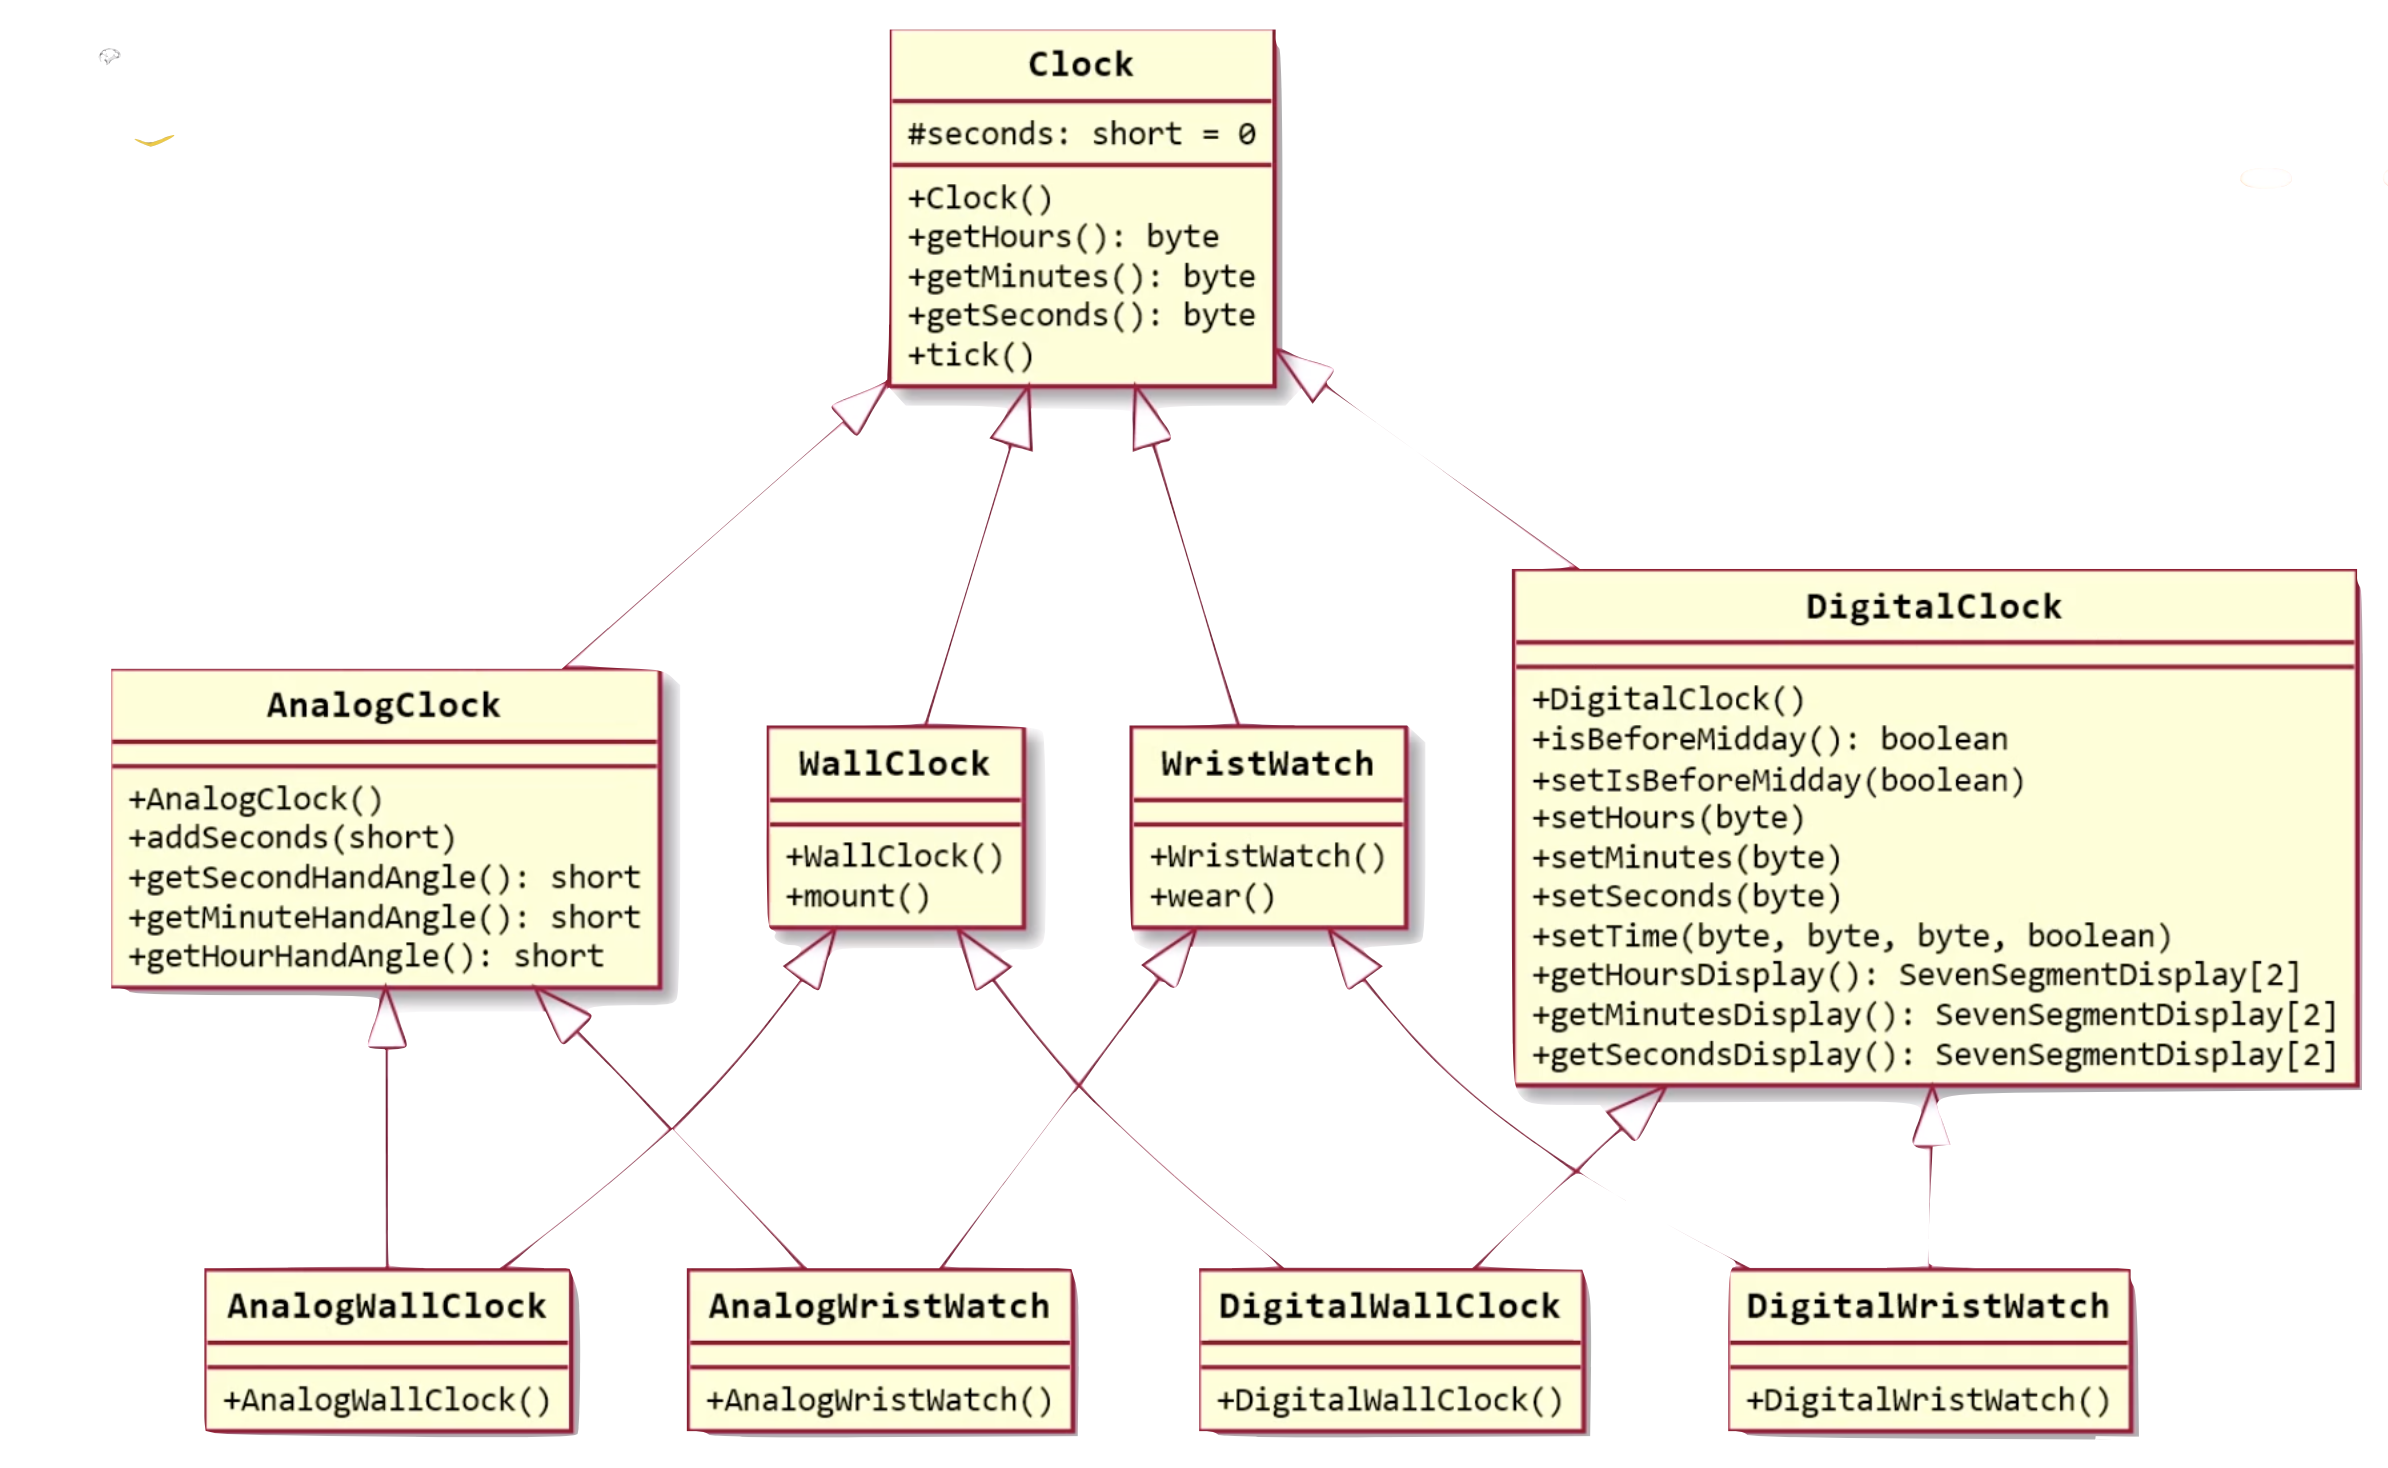 Clock
#seconds: short = 0
+Clock()
+getHours(): byte
+getMinutes(): byte
+getSeconds(): byte
+tick()
AnalogClock
+AnalogClock()
+addSeconds(short)
+getSecondHandAngle(): short
+getMinuteHandAngle(): short
+getHourHandAngle(): short
WallClock
+WallClock()
+mount()
WristWatch
+WristWatch()
+wear()
DigitalClock
+DigitalClock()
+isBeforeMidday(): boolean
+setIsBeforeMidday(boolean)
+setHours(byte)
+setMinutes(byte)
+setSeconds(byte)
+setTime(byte, byte, byte, boolean)
+getHoursDisplay(): SevenSegmentDisplay[2]
+getMinutesDisplay(): SevenSegmentDisplay[2]
+getSecondsDisplay(): SevenSegmentDisplay[2]
AnalogWallClock
+AnalogWallClock()
AnalogWristWatch
+AnalogWristWatch()
DigitalWallClock
+DigitalWallClock()
DigitalWristWatch
+DigitalWristWatch()